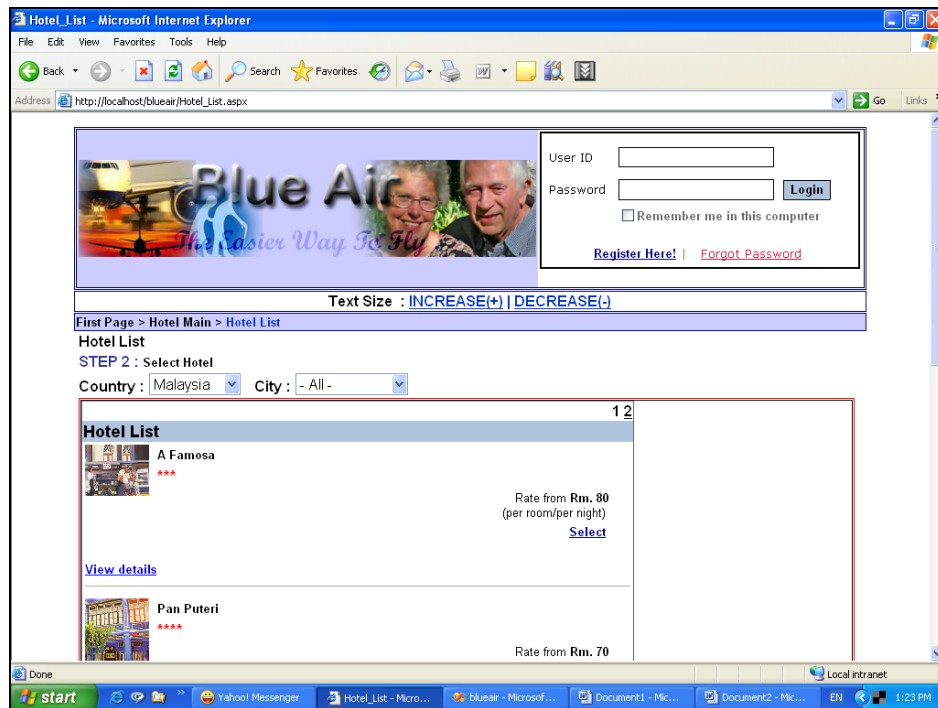 Hotel_List - Microsoft Internet Explorer
File Edit View Favorites Tools Help
Back Search Favorites
Address http://localhost/blueair/Hotel_List.aspx Go Links
Blue Air
The Easier Way To Fly
User ID
Password Login
Remember me in this computer
Register Here! | Forgot Password
Text Size : INCREASE(+) | DECREASE(-)
First Page > Hotel Main > Hotel List
Hotel List
STEP 2 : Select Hotel
Country : Malaysia City : - All -
1 2
Hotel List
A Famosa
***
Rate from Rm. 80
(per room/per night)
Select
View details
Pan Puteri
****
Rate from Rm. 70
Done Local intranet
start Yahoo! Messenger Hotel_List - Micro... blueair - Microsof... Document1 - Mic... Document2 - Mic... EN 1:23 PM